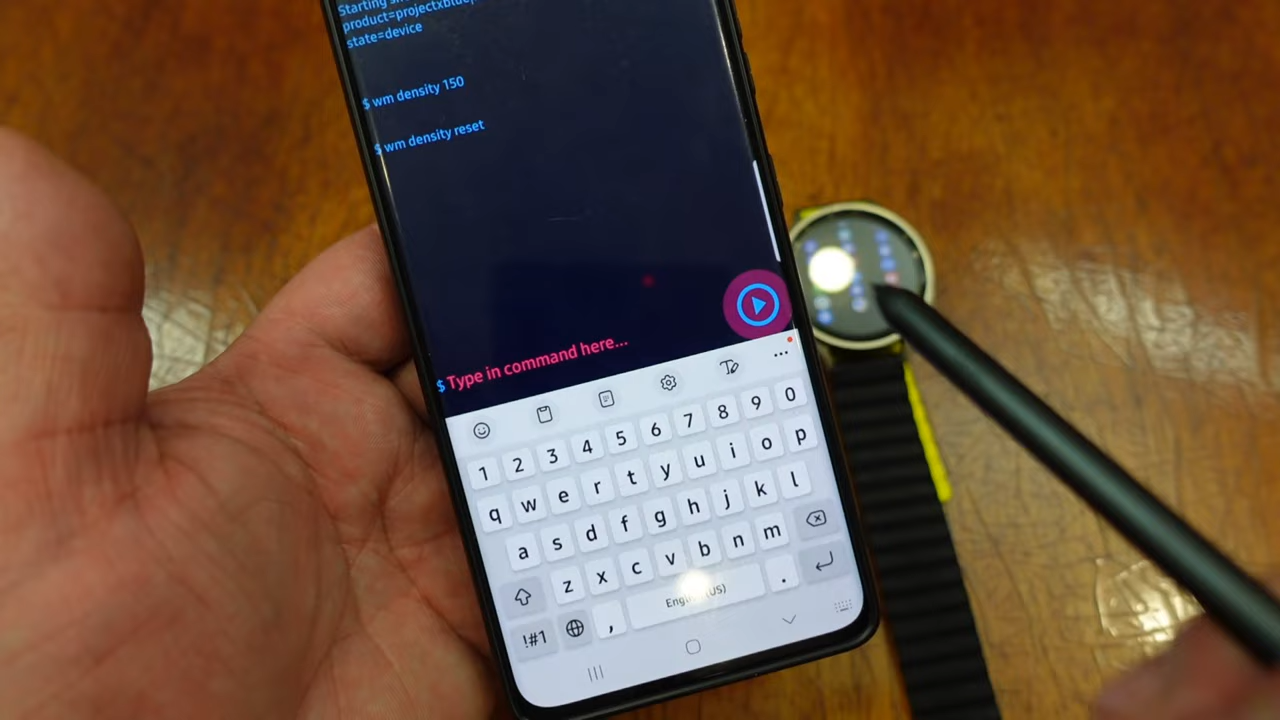 Starting
product=projectxblue
state=device
$ wm density 150
$ wm density reset
$ Type in command here...
1 2 3 4 5 6 7 8 9 0
q w e r t y u i o p
a s d f g h j k l
z x c v b n m
!#1 , English (US) .